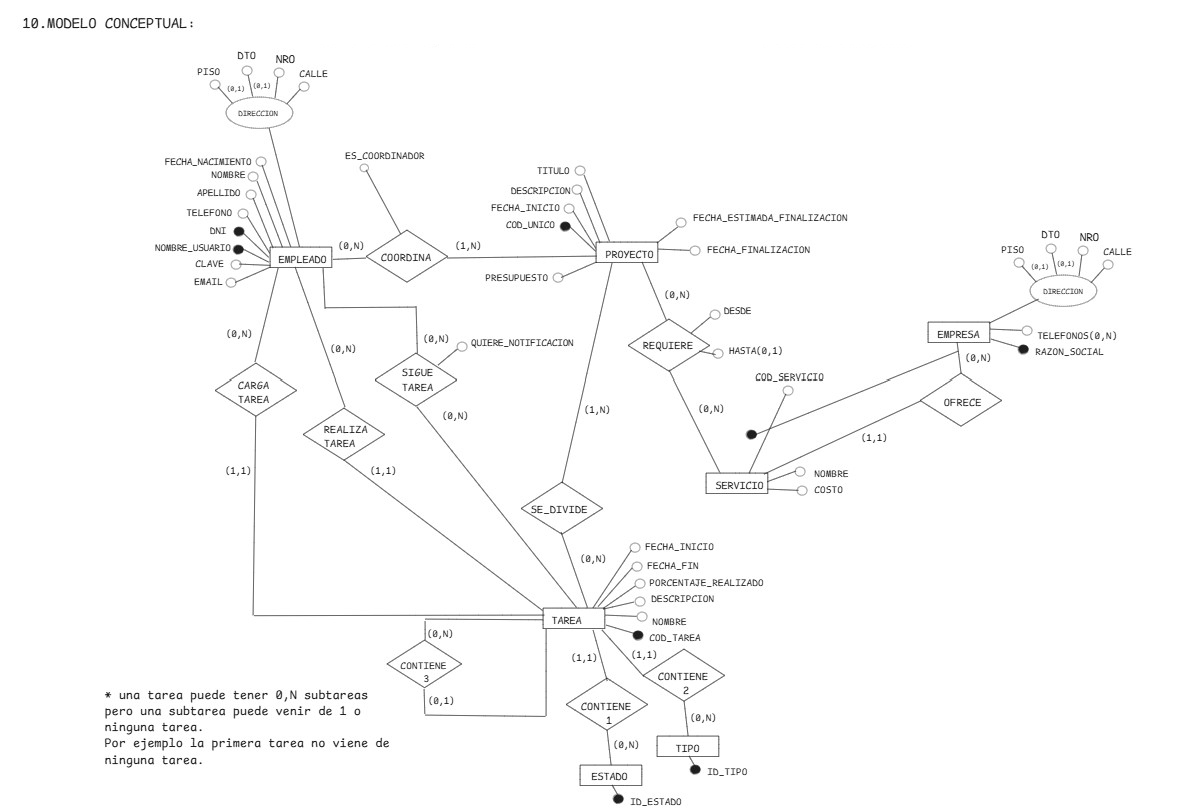 10.MODELO CONCEPTUAL:
DTO
NRO
PISO
CALLE
(0,1)
(0,1)
DIRECCION
FECHA_NACIMIENTO
NOMBRE
APELLIDO
TELEFONO
DNI
NOMBRE_USUARIO
CLAVE
EMAIL
EMPLEADO
(0,N)
ES_COORDINADOR
COORDINA
(1,N)
TITULO
DESCRIPCION
FECHA_INICIO
COD_UNICO
PRESUPUESTO
PROYECTO
FECHA_ESTIMADA_FINALIZACION
FECHA_FINALIZACION
DTO
NRO
PISO
CALLE
(0,1)
(0,1)
DIRECCION
EMPRESA
TELEFONOS(0,N)
RAZON_SOCIAL
(0,N)
OFRECE
(1,1)
(0,N)
REQUIERE
DESDE
HASTA(0,1)
(0,N)
COD_SERVICIO
SERVICIO
NOMBRE
COSTO
(0,N)
CARGA
TAREA
(1,1)
(0,N)
REALIZA
TAREA
(1,1)
(0,N)
QUIERE_NOTIFICACION
SIGUE
TAREA
(0,N)
(1,N)
SE_DIVIDE
(0,N)
FECHA_INICIO
FECHA_FIN
PORCENTAJE_REALIZADO
DESCRIPCION
NOMBRE
COD_TAREA
TAREA
(0,N)
CONTIENE
3
(0,1)
(1,1)
CONTIENE
1
(0,N)
ESTADO
ID_ESTADO
(1,1)
CONTIENE
2
(0,N)
TIPO
ID_TIPO
* una tarea puede tener 0,N subtareas
pero una subtarea puede venir de 1 o
ninguna tarea.
Por ejemplo la primera tarea no viene de
ninguna tarea.